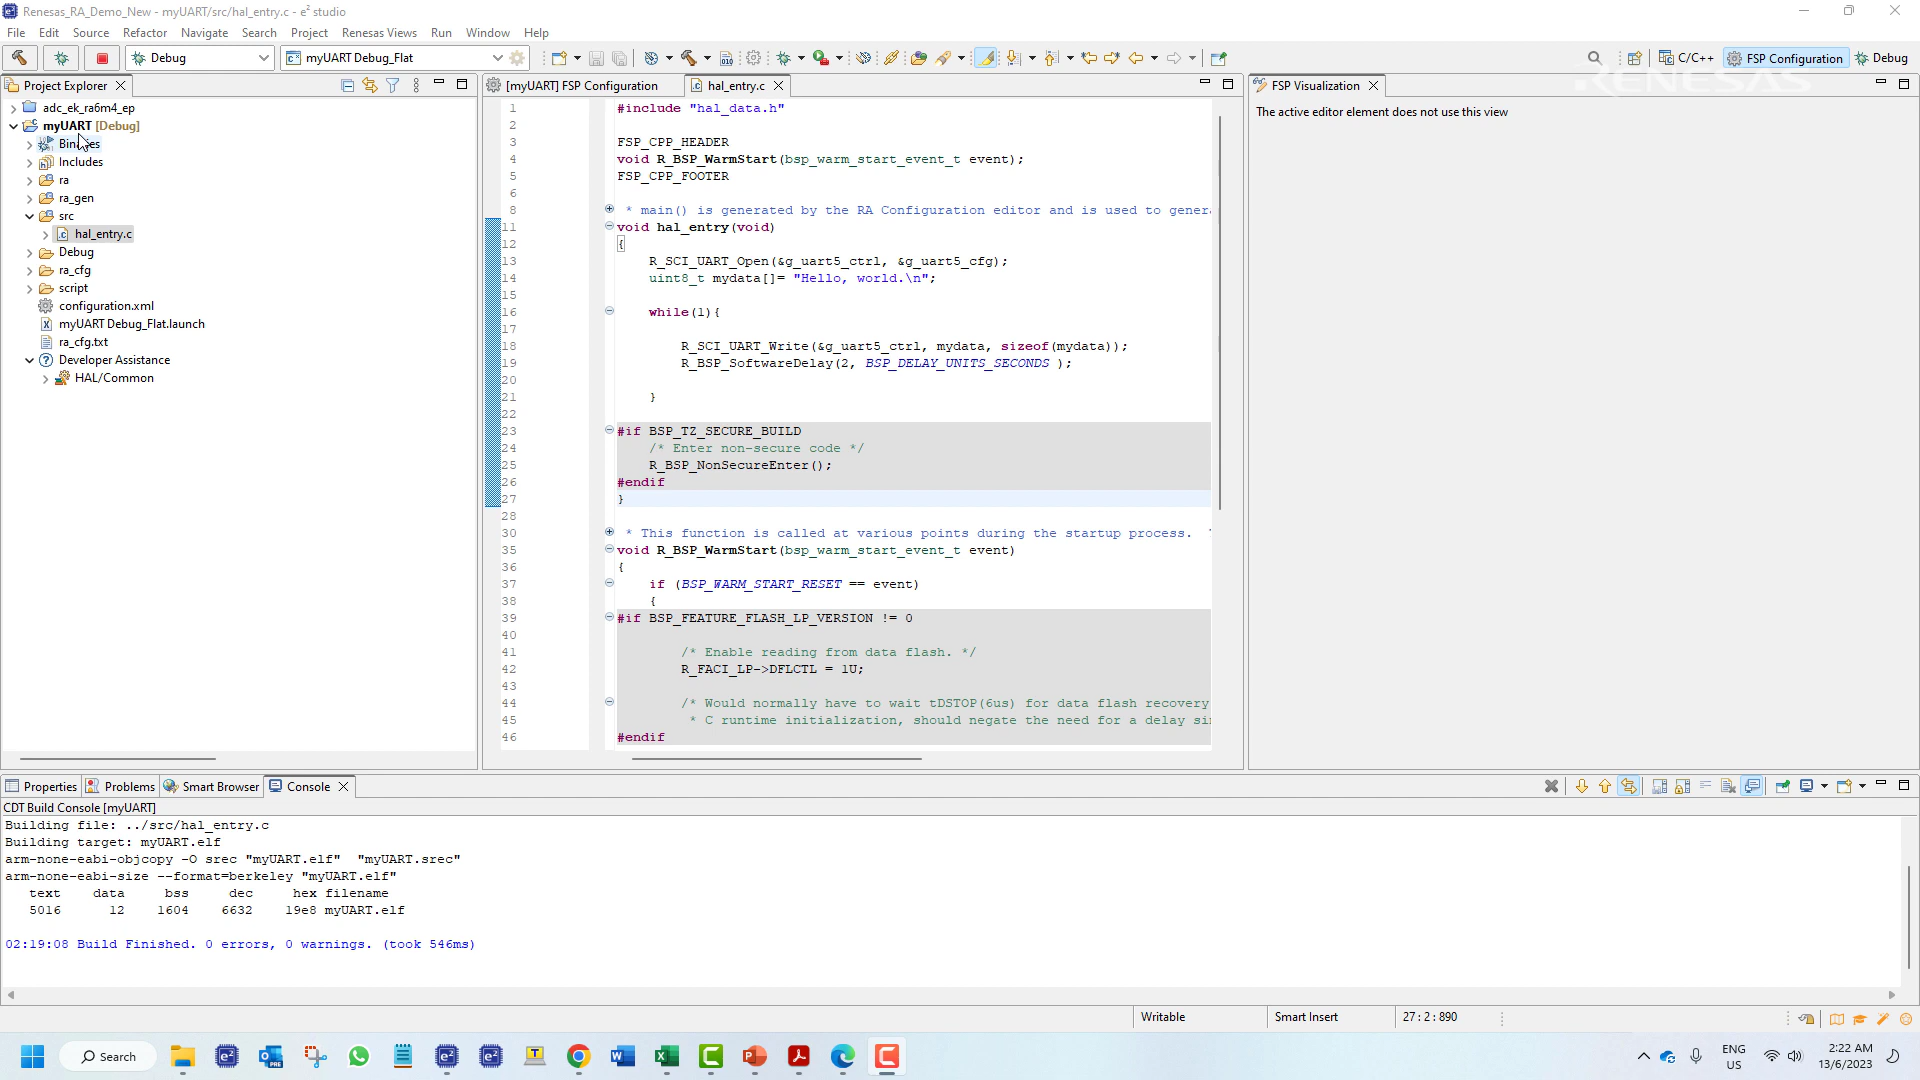 Renesas_RA_Demo_New - myUART/src/hal_entry.c - e² studio
File Edit Source Refactor Navigate Search Project Renesas Views Run Window Help
Debug myUART Debug_Flat C/C++ FSP Configuration Debug
RENESAS
Project Explorer
adc_ek_ra6m4_ep
myUART [Debug]
Includes
ra
ra_gen
src
hal_entry.c
Debug
ra_cfg
script
configuration.xml
myUART Debug_Flat.launch
ra_cfg.txt
Developer Assistance
HAL/Common
[myUART] FSP Configuration hal_entry.c
1 #include "hal_data.h"
2
3 FSP_CPP_HEADER
4 void R_BSP_WarmStart(bsp_warm_start_event_t event);
5 FSP_CPP_FOOTER
6
8 * main() is generated by the RA Configuration editor and is used to gener
11 void hal_entry(void)
12 {
13 R_SCI_UART_Open(&g_uart5_ctrl, &g_uart5_cfg);
14 uint8_t mydata[]= "Hello, world.\n";
15
16 while(1){
17
18 R_SCI_UART_Write(&g_uart5_ctrl, mydata, sizeof(mydata));
19 R_BSP_SoftwareDelay(2, BSP_DELAY_UNITS_SECONDS );
20
21 }
22
23 #if BSP_TZ_SECURE_BUILD
24 /* Enter non-secure code */
25 R_BSP_NonSecureEnter();
26 #endif
27 }
28
30 * This function is called at various points during the startup process.
35 void R_BSP_WarmStart(bsp_warm_start_event_t event)
36 {
37 if (BSP_WARM_START_RESET == event)
38 {
39 #if BSP_FEATURE_FLASH_LP_VERSION != 0
40
41 /* Enable reading from data flash. */
42 R_FACI_LP->DFLCTL = 1U;
43
44 /* Would normally have to wait tDSTOP(6us) for data flash recovery
45 * C runtime initialization, should negate the need for a delay si
46 #endif
FSP Visualization
The active editor element does not use this view
Properties Problems Smart Browser Console
CDT Build Console [myUART]
Building file: ../src/hal_entry.c
Building target: myUART.elf
arm-none-eabi-objcopy -O srec "myUART.elf" "myUART.srec"
arm-none-eabi-size --format=berkeley "myUART.elf"
text data bss dec hex filename
5016 12 1604 6632 19e8 myUART.elf
02:19:08 Build Finished. 0 errors, 0 warnings. (took 546ms)
Writable Smart Insert 27 : 2 : 890
Search
ENG
US
2:22 AM
13/6/2023